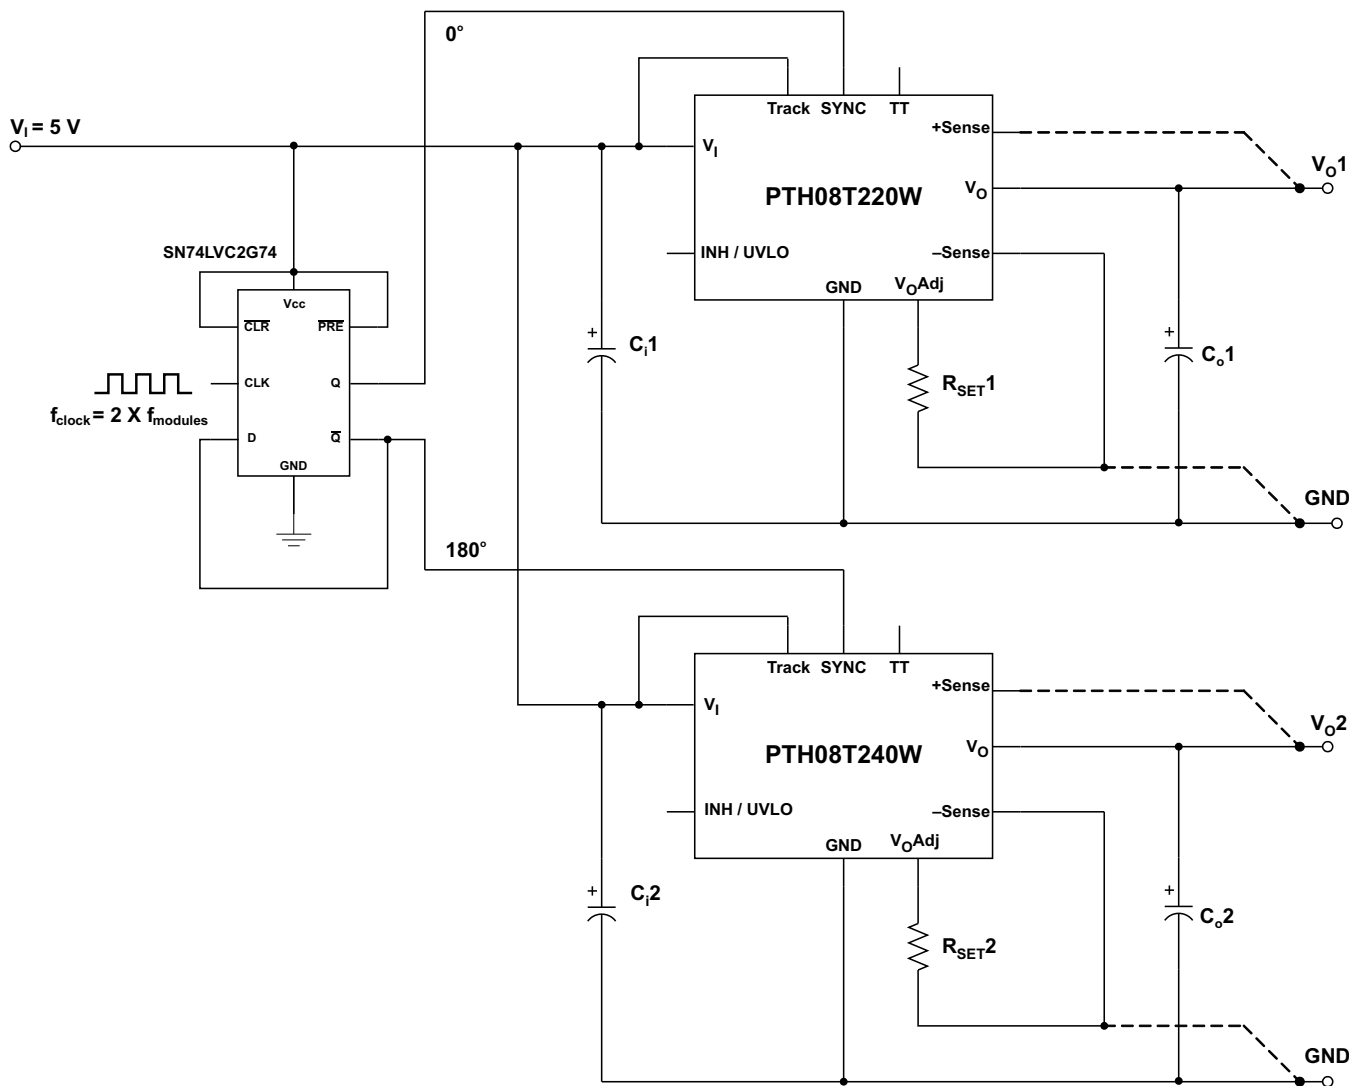 0°
Track SYNC TT
+Sense
V_I = 5 V
V_I
V_O1
PTH08T220W
V_O
SN74LVC2G74
INH / UVLO
–Sense
GND
V_OAdj
Vcc
CLR
PRE
+
C_i1
+
C_o1
CLK
Q
R_SET1
f_clock = 2 X f_modules
D
Q
GND
GND
180°
Track SYNC TT
+Sense
V_I
V_O2
PTH08T240W
V_O
INH / UVLO
–Sense
GND
V_OAdj
+
C_i2
+
C_o2
R_SET2
GND